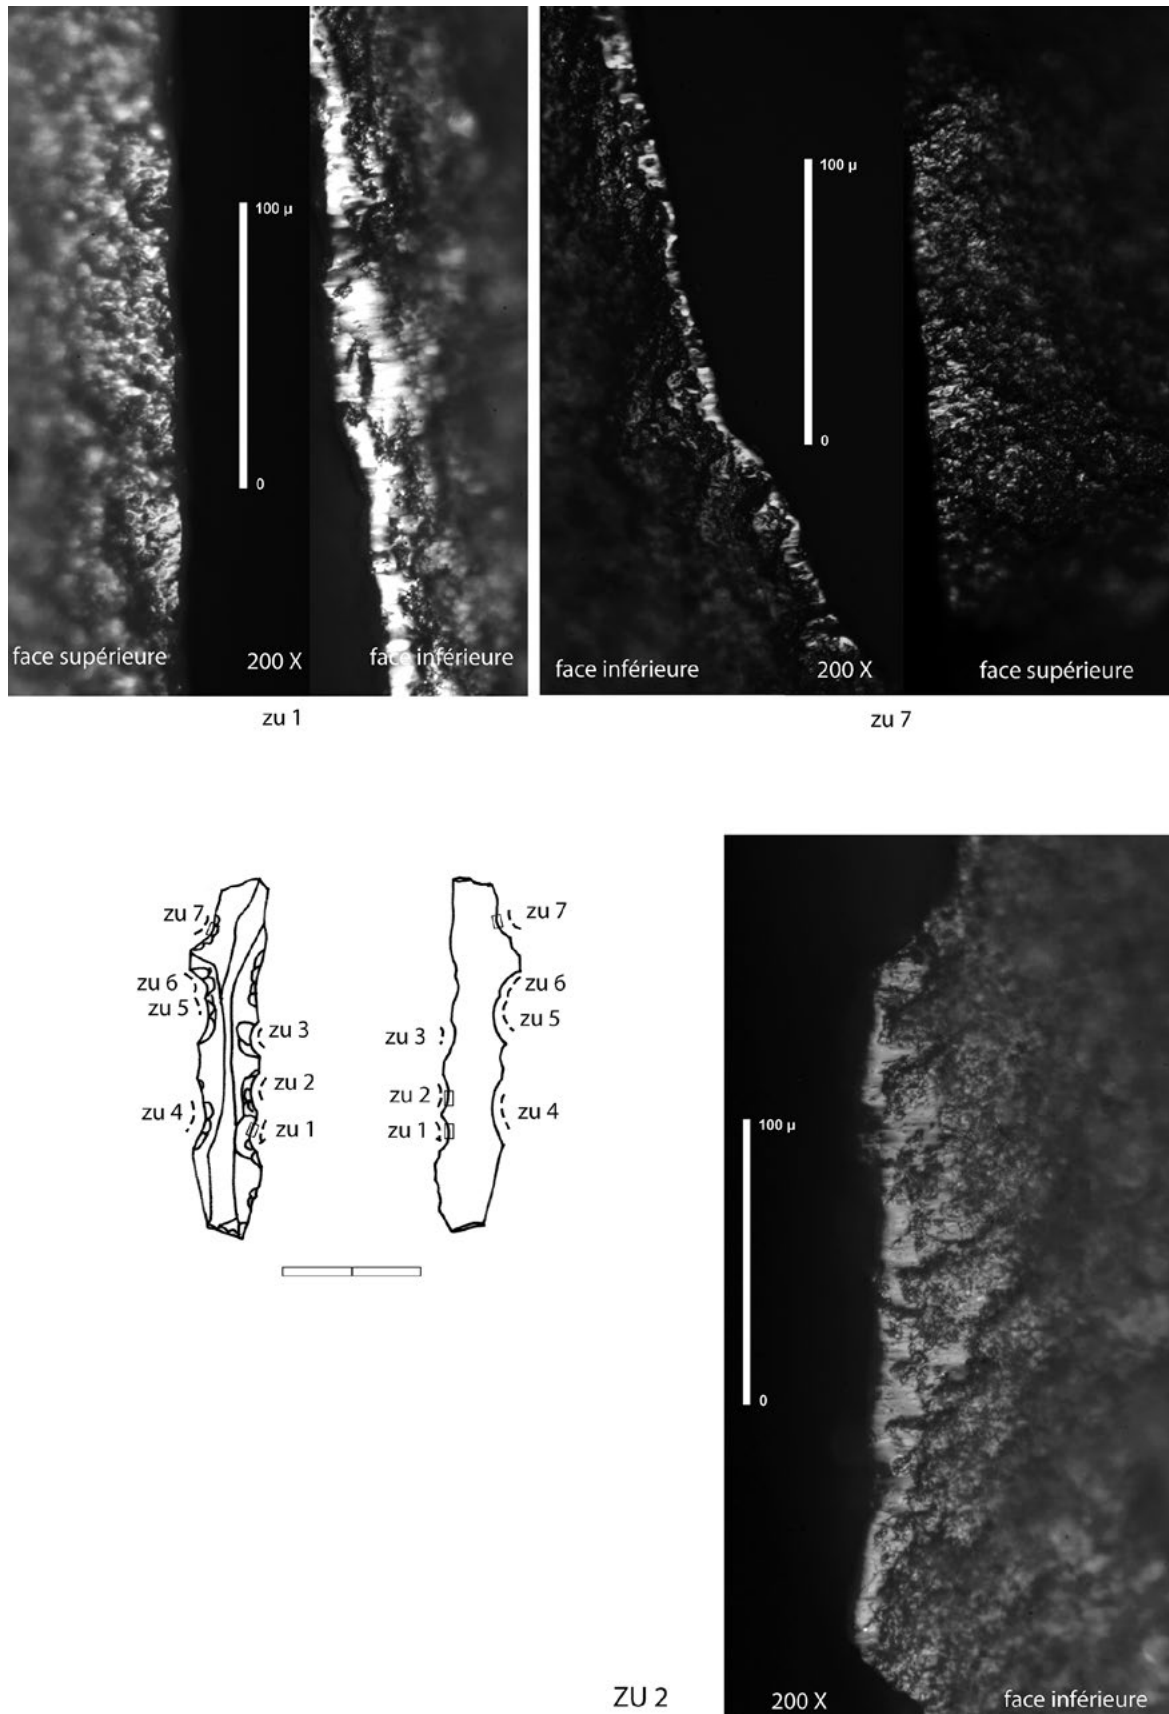 100 µ
0
face supérieure
200 X
face inférieure
zu 1
100 µ
0
face inférieure
200 X
face supérieure
zu 7
zu 7
zu 6
zu 5
zu 3
zu 2
zu 4
zu 1
zu 7
zu 6
zu 5
zu 3
zu 2
zu 4
zu 1
100 µ
0
ZU 2
200 X
face inférieure